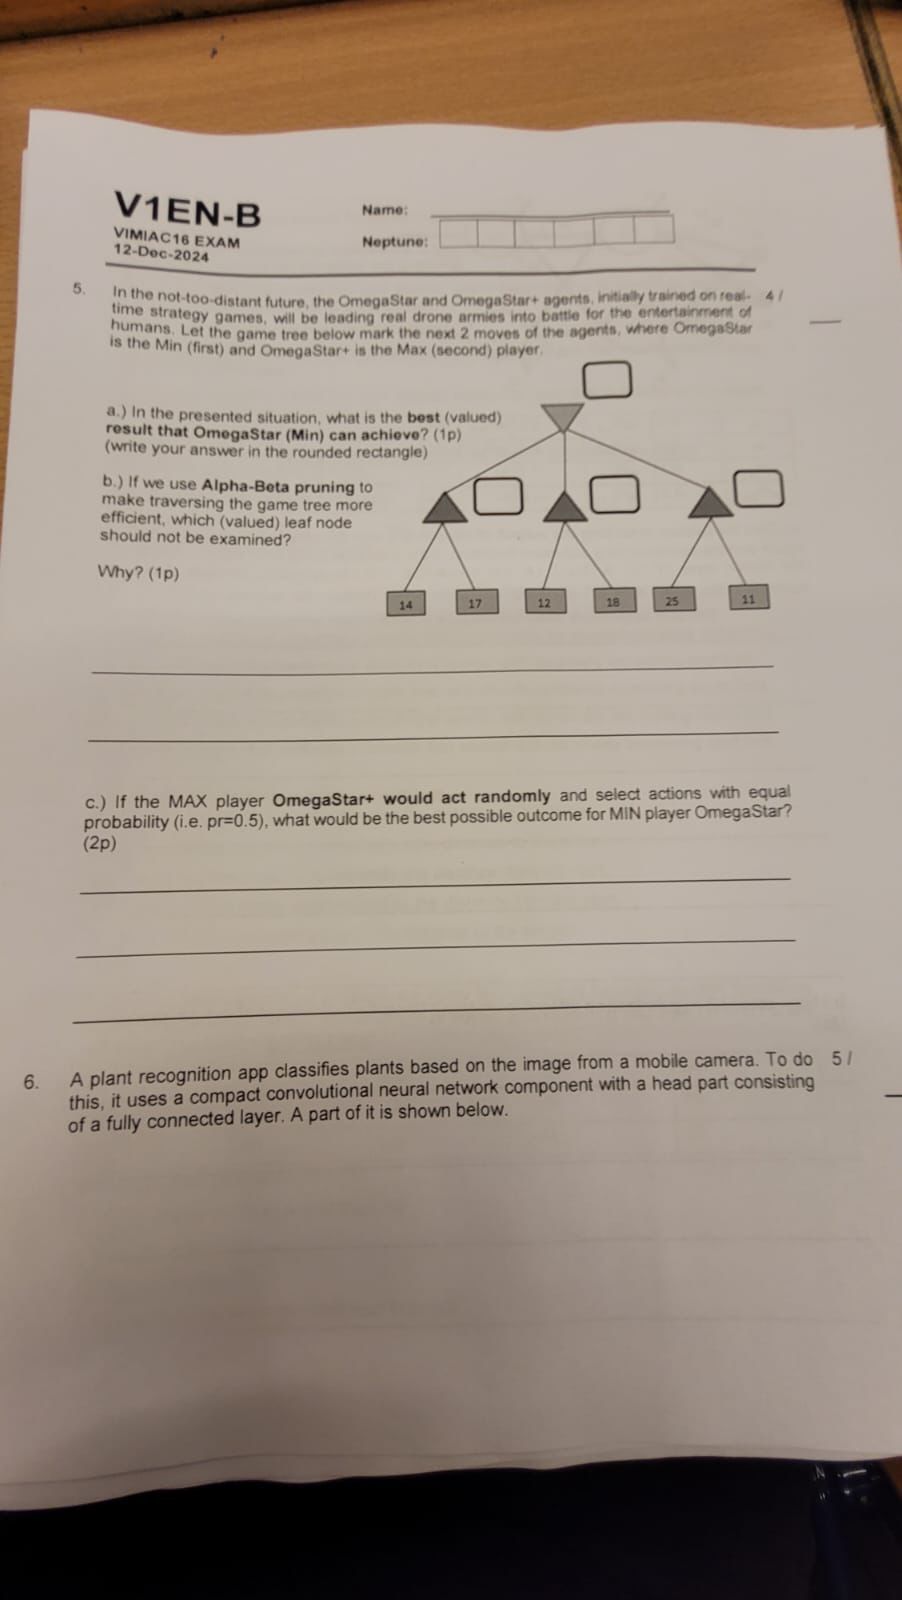 V1EN-B
VIMIAC16 EXAM
12-Dec-2024
Name:
Neptune:
5. In the not-too-distant future, the OmegaStar and OmegaStar+ agents, initially trained on real- 4 /
time strategy games, will be leading real drone armies into battle for the entertainment of
humans. Let the game tree below mark the next 2 moves of the agents, where OmegaStar
is the Min (first) and OmegaStar+ is the Max (second) player.
a.) In the presented situation, what is the best (valued)
result that OmegaStar (Min) can achieve? (1p)
(write your answer in the rounded rectangle)
b.) If we use Alpha-Beta pruning to
make traversing the game tree more
efficient, which (valued) leaf node
should not be examined?
Why? (1p)
14 17 12 18 25 11
c.) If the MAX player OmegaStar+ would act randomly and select actions with equal
probability (i.e. pr=0.5), what would be the best possible outcome for MIN player OmegaStar?
(2p)
6. A plant recognition app classifies plants based on the image from a mobile camera. To do 5 /
this, it uses a compact convolutional neural network component with a head part consisting
of a fully connected layer. A part of it is shown below.